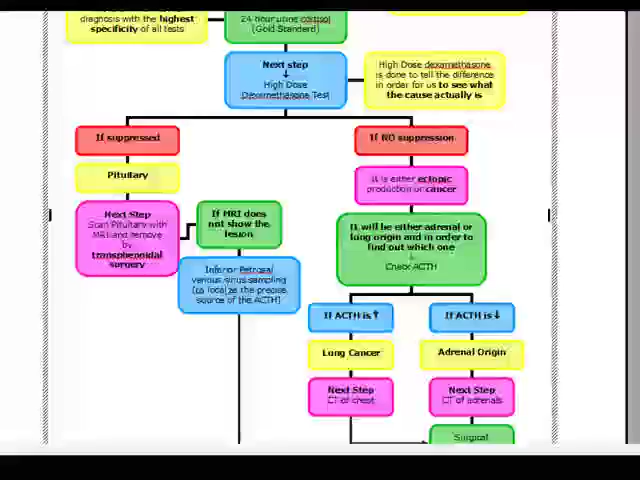 diagnosis with the highest
specificity of all tests
24 hour urine cortisol
(Gold Standard)
Next step
↓
High Dose
Dexamethasone Test
High Dose dexamethasone
is done to tell the difference
in order for us to see what
the cause actually is
If suppressed
If NO suppression
Pituitary
It is either ectopic
production or cancer
Next Step
Scan Pituitary with
MRI and remove
by
transphenoidal
surgery
If MRI does
not show the
lesion
It will be either adrenal or
long origin and in order to
find out which one
↓
Check ACTH
Inferior Petrosal
venous sinus sampling
(to localize the precise
source of the ACTH)
If ACTH is ↑
If ACTH is ↓
Lung Cancer
Adrenal Origin
Next Step
CT of chest
Next Step
CT of adrenals
Surgical